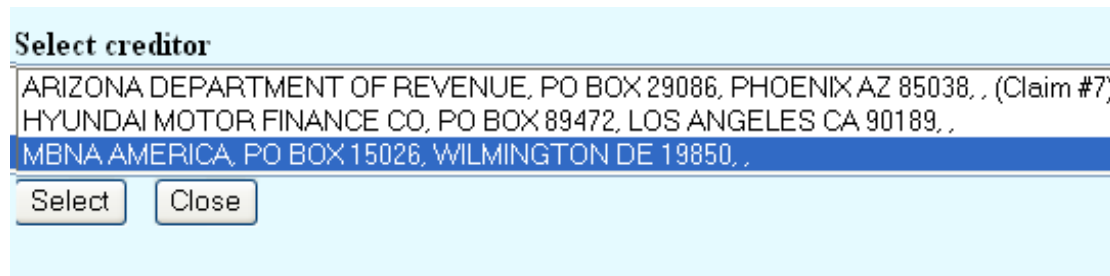 Select creditor
ARIZONA DEPARTMENT OF REVENUE, PO BOX 29086, PHOENIX AZ 85038, , (Claim #7)
HYUNDAI MOTOR FINANCE CO, PO BOX 89472, LOS ANGELES CA 90189, ,
MBNA AMERICA, PO BOX 15026, WILMINGTON DE 19850, ,
Select Close